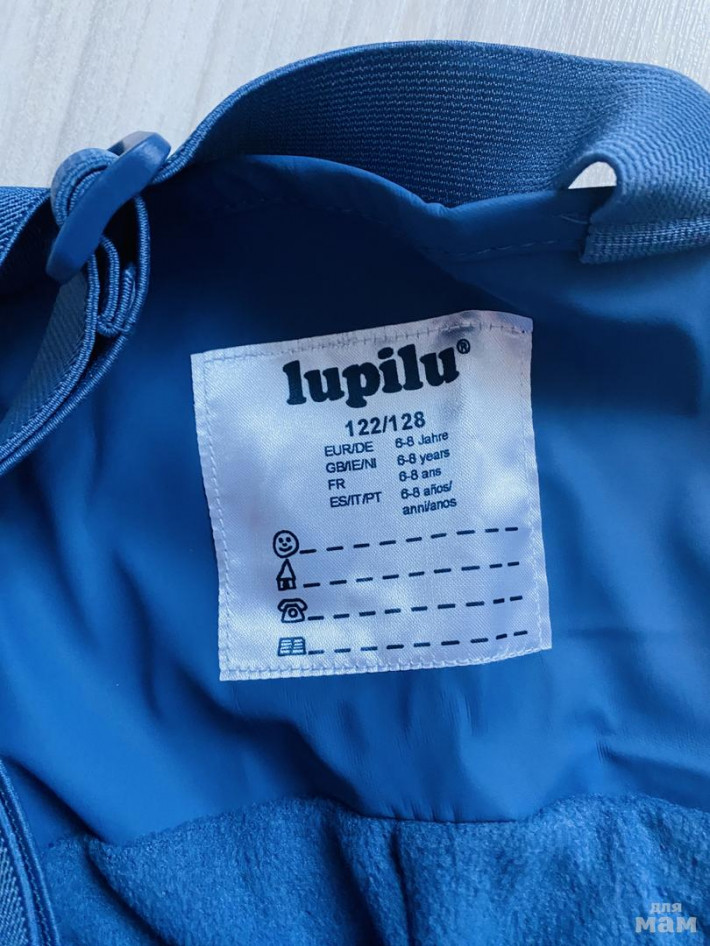 lupilu®
122/128
EUR/DE 6-8 Jahre
GB/IE/NI 6-8 years
FR 6-8 ans
ES/IT/PT 6-8 años/
anni/anos
для
мам